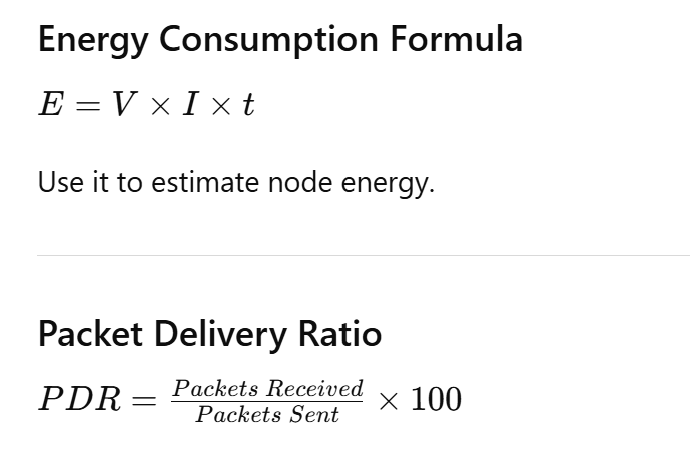 Energy Consumption Formula
E = V × I × t
Use it to estimate node energy.
Packet Delivery Ratio
PDR = Packets Received / Packets Sent × 100